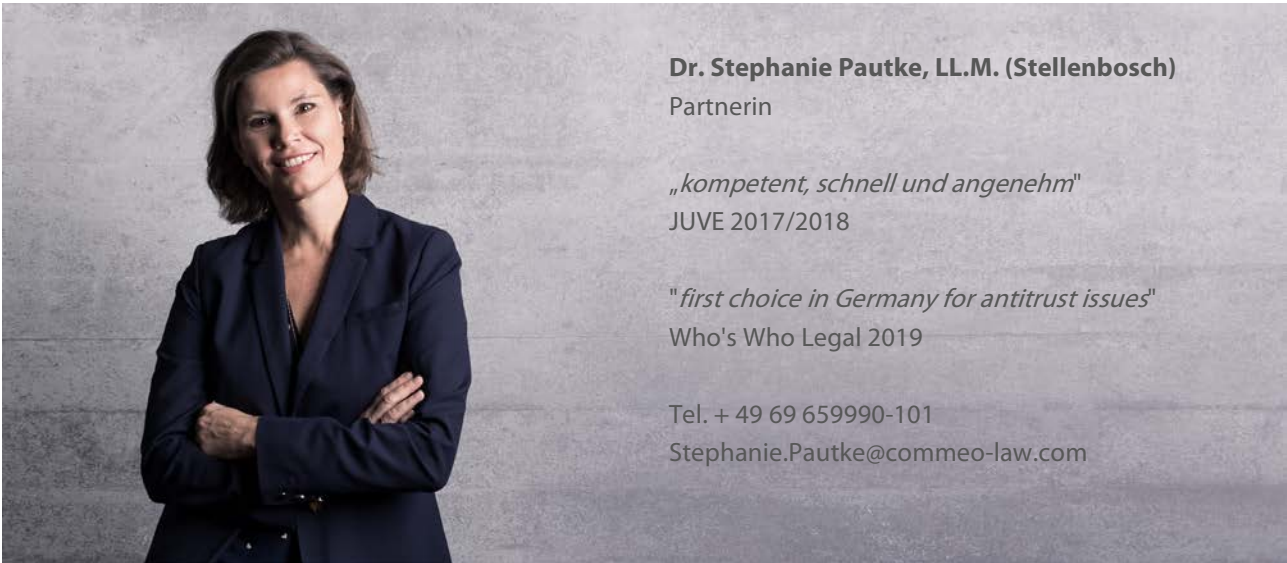 Dr. Stephanie Pautke, LL.M. (Stellenbosch)
Partnerin
„kompetent, schnell und angenehm"
JUVE 2017/2018
"first choice in Germany for antitrust issues"
Who's Who Legal 2019
Tel. + 49 69 659990-101
Stephanie.Pautke@commeo-law.com